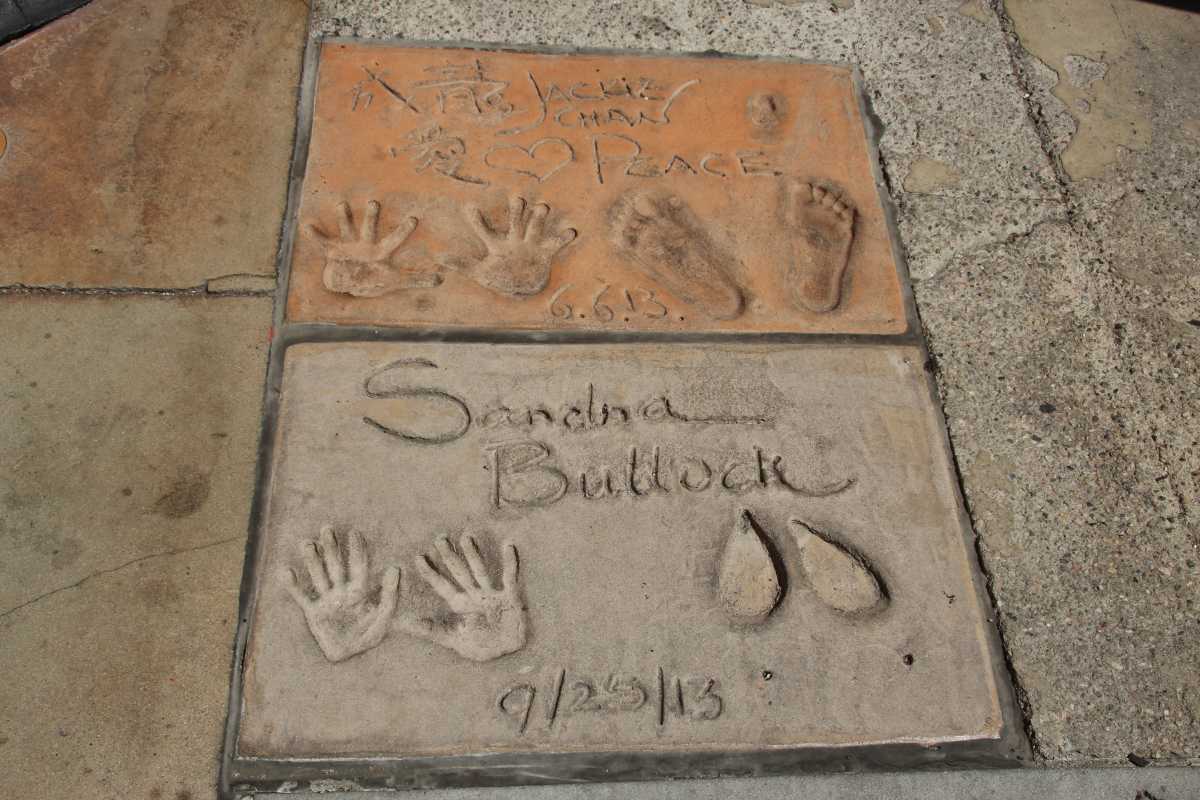 成龍 JACKIE CHAN
愛 PEACE
6.6.13.
Sandra
Bullock
9/25/13